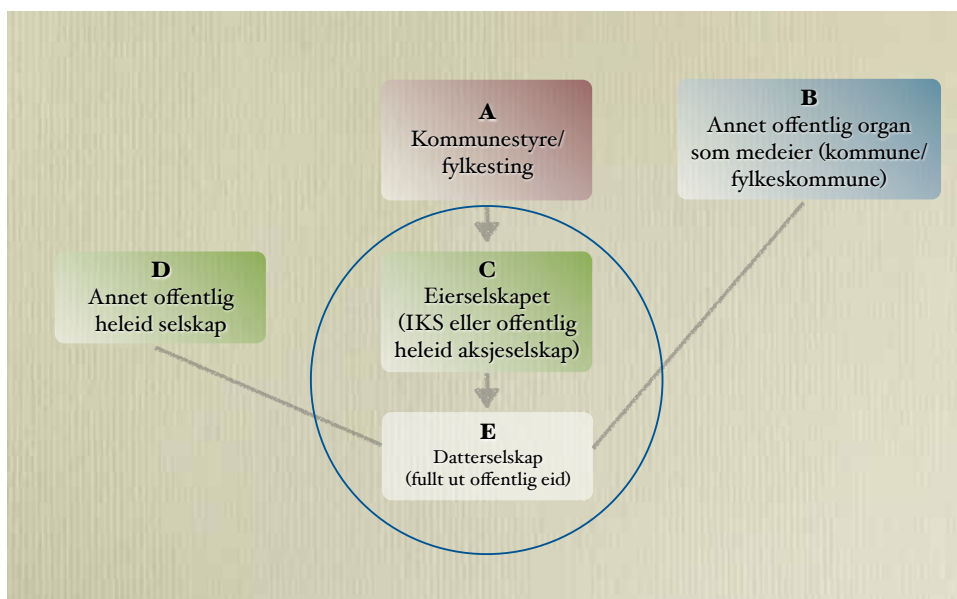 A
Kommunestyre/
fylkesting
B
Annet offentlig organ
som medeier (kommune/
fylkeskommune)
D
Annet offentlig
heleid selskap
C
Eierselskapet
(IKS eller offentlig
heleid aksjeselskap)
E
Datterselskap
(fullt ut offentlig eid)